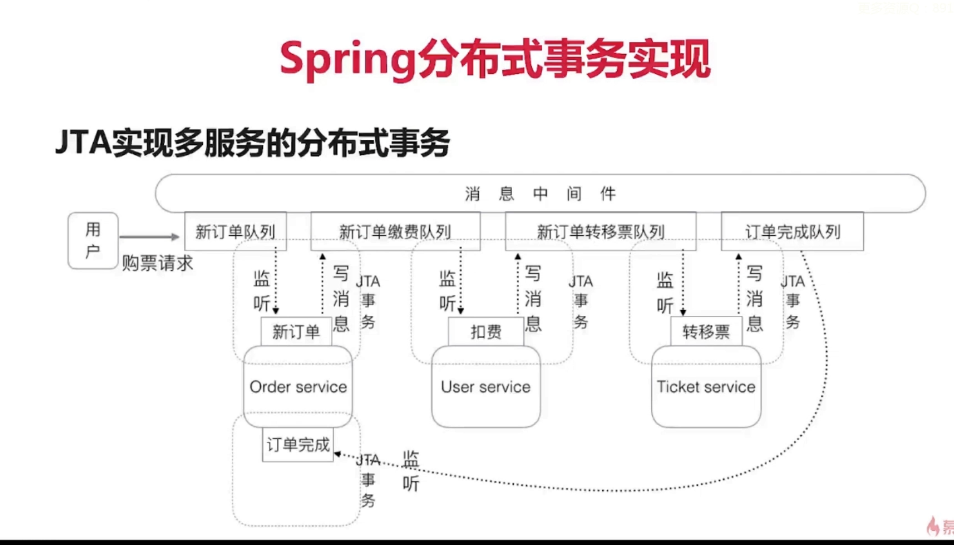 Spring分布式事务实现
JTA实现多服务的分布式事务
消息中间件
用户
购票请求
新订单队列
新订单缴费队列
新订单转移票队列
订单完成队列
监听
写消息
JTA事务
监听
写消息
JTA事务
监听
写消息
JTA事务
新订单
扣费
转移票
Order service
User service
Ticket service
订单完成
JTA事务
监听